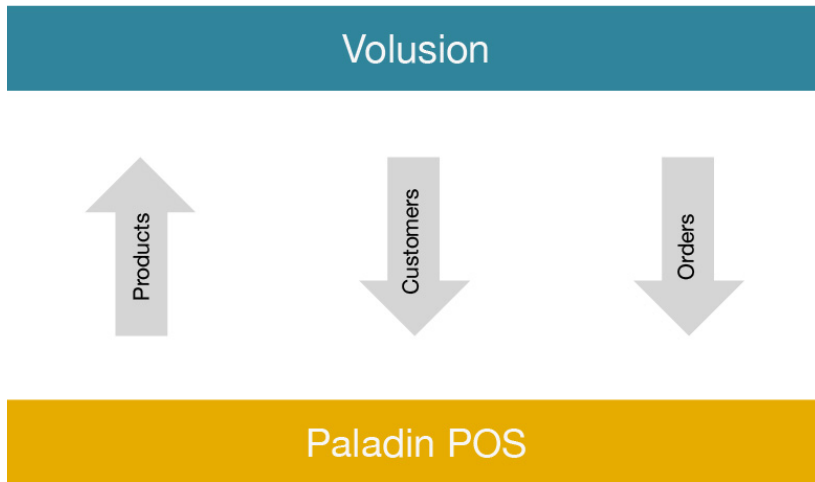 Volusion
Products
Customers
Orders
Paladin POS